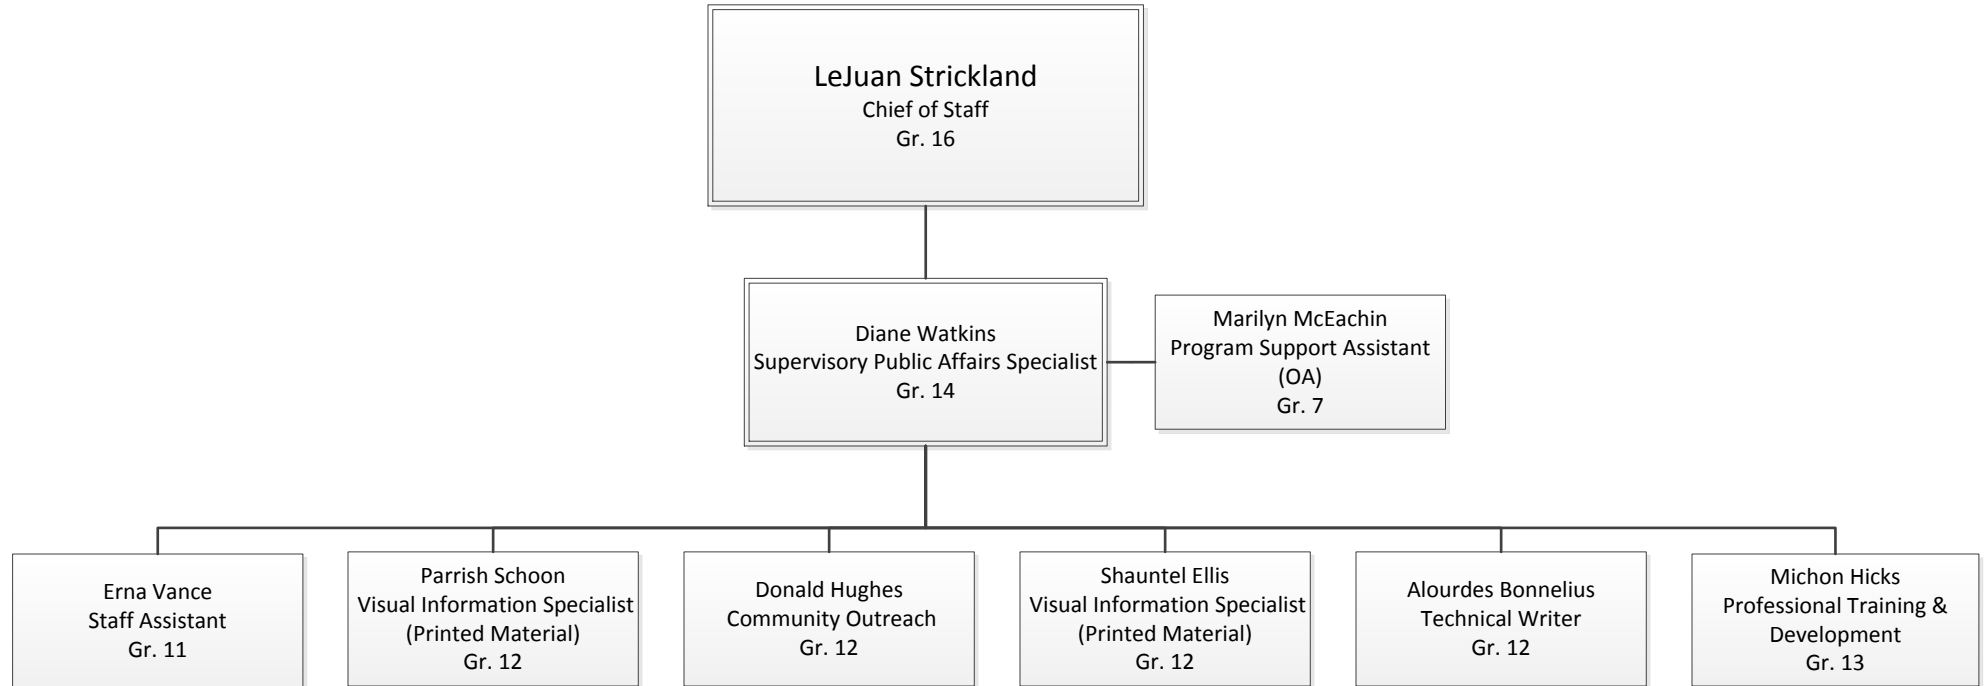 LeJuan Strickland
Chief of Staff
Gr. 16
Diane Watkins
Supervisory Public Affairs Specialist
Gr. 14
Marilyn McEachin
Program Support Assistant
(OA)
Gr. 7
Erna Vance
Staff Assistant
Gr. 11
Parrish Schoon
Visual Information Specialist
(Printed Material)
Gr. 12
Donald Hughes
Community Outreach
Gr. 12
Shauntel Ellis
Visual Information Specialist
(Printed Material)
Gr. 12
Alourdes Bonnelius
Technical Writer
Gr. 12
Michon Hicks
Professional Training &
Development
Gr. 13